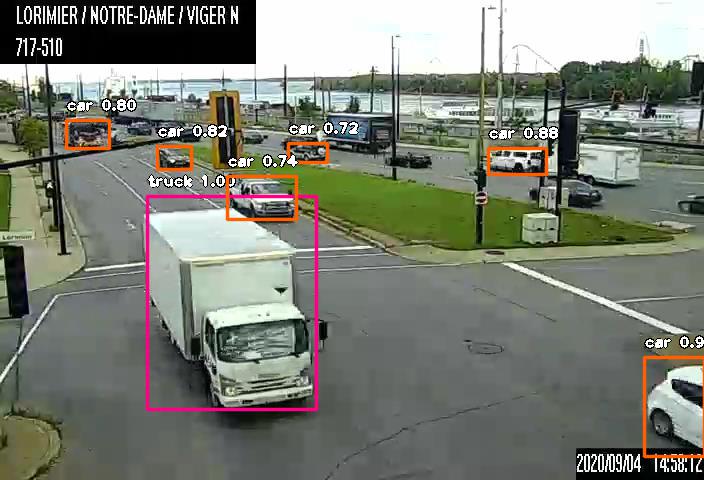 LORIMIER / NOTRE-DAME / VIGER N
717-510
car 0.80
car 0.82
car 0.72
car 0.88
car 0.74
truck 1.00
Lorimier
car 0.9
2020/09/04 14:58:12